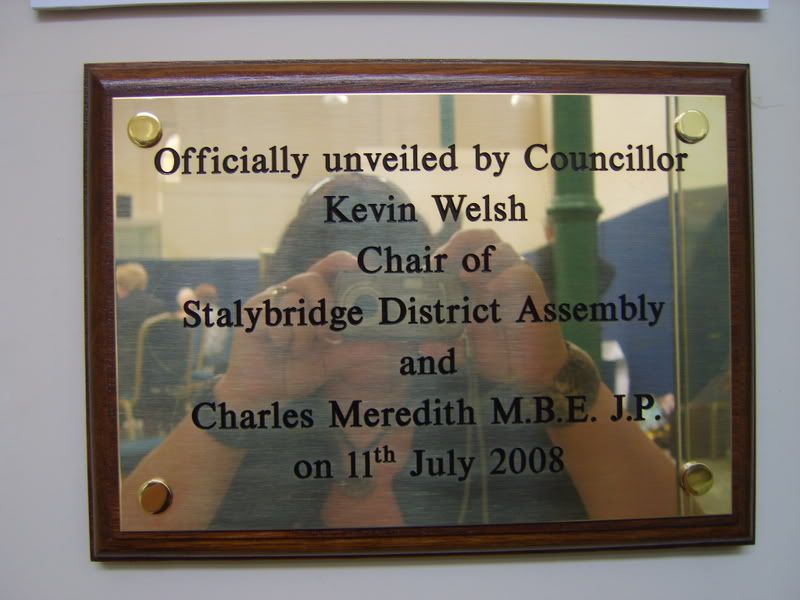 Officially unveiled by Councillor
Kevin Welsh
Chair of
Stalybridge District Assembly
and
Charles Meredith M.B.E. J.P.
on 11th July 2008